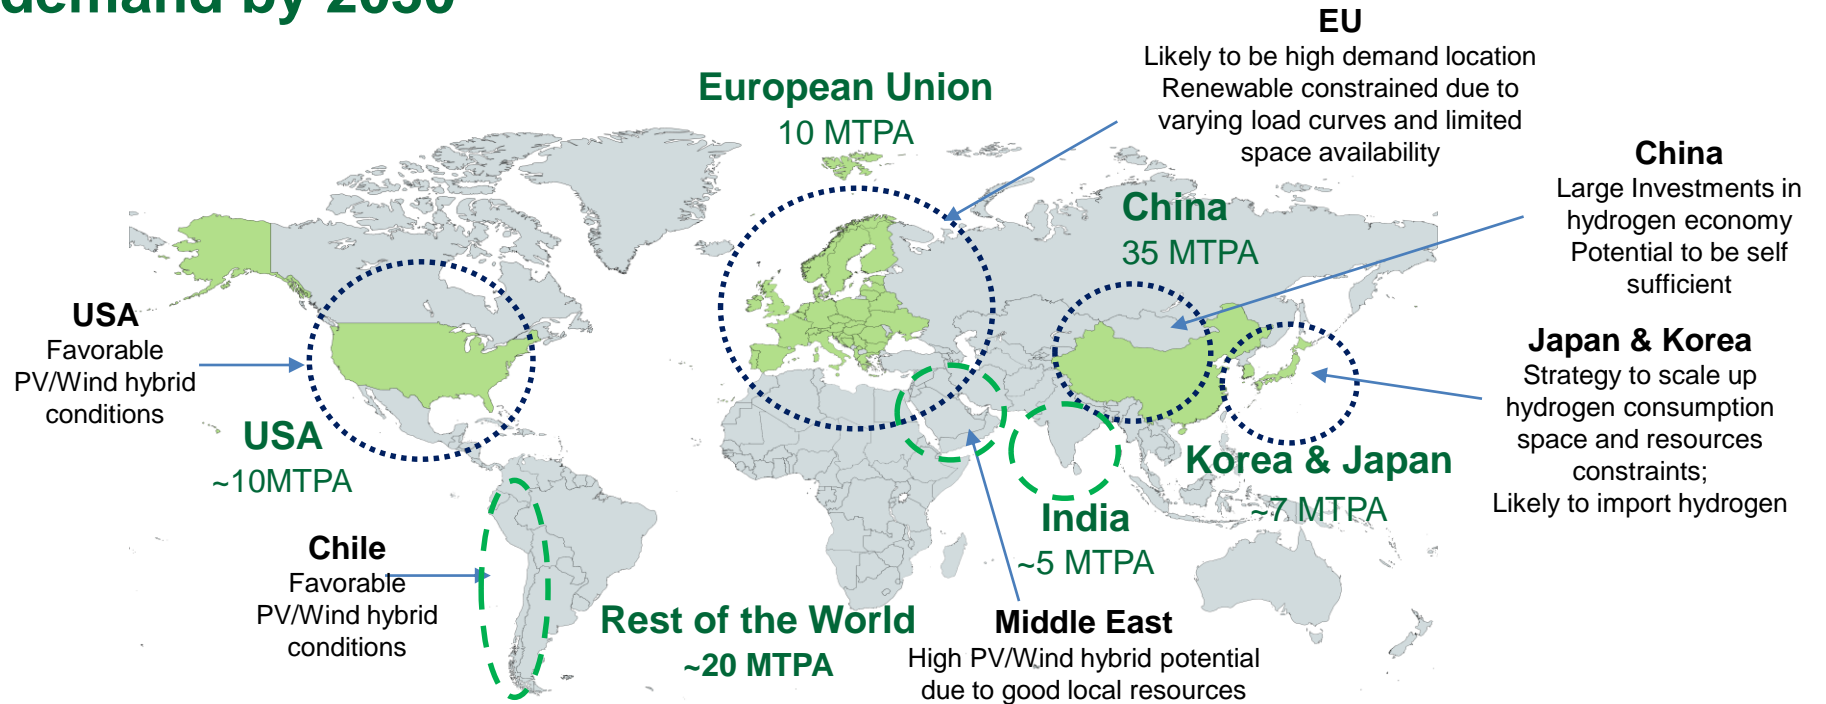 demand by 2030
EU
Likely to be high demand location
Renewable constrained due to
varying load curves and limited
space availability
European Union
10 MTPA
China
Large Investments in
hydrogen economy
Potential to be self
sufficient
China
35 MTPA
USA
Favorable
PV/Wind hybrid
conditions
Japan & Korea
Strategy to scale up
hydrogen consumption
space and resources
constraints;
Likely to import hydrogen
USA
~10MTPA
Korea & Japan
~7 MTPA
India
~5 MTPA
Chile
Favorable
PV/Wind hybrid
conditions
Rest of the World
~20 MTPA
Middle East
High PV/Wind hybrid potential
due to good local resources